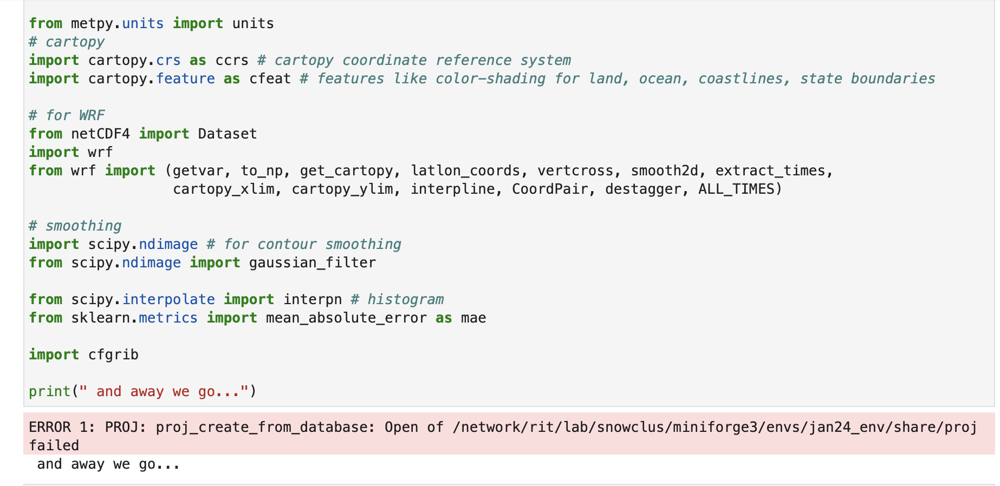 from metpy.units import units
# cartopy
import cartopy.crs as ccrs # cartopy coordinate reference system
import cartopy.feature as cfeat # features like color-shading for land, ocean, coastlines, state boundaries
# for WRF
from netCDF4 import Dataset
import wrf
from wrf import (getvar, to_np, get_cartopy, latlon_coords, vertcross, smooth2d, extract_times,
                 cartopy_xlim, cartopy_ylim, interpline, CoordPair, destagger, ALL_TIMES)
# smoothing
import scipy.ndimage # for contour smoothing
from scipy.ndimage import gaussian_filter
from scipy.interpolate import interpn # histogram
from sklearn.metrics import mean_absolute_error as mae
import cfgrib
print(" and away we go...")
ERROR 1: PROJ: proj_create_from_database: Open of /network/rit/lab/snowclus/miniforge3/envs/jan24_env/share/proj
failed
 and away we go...